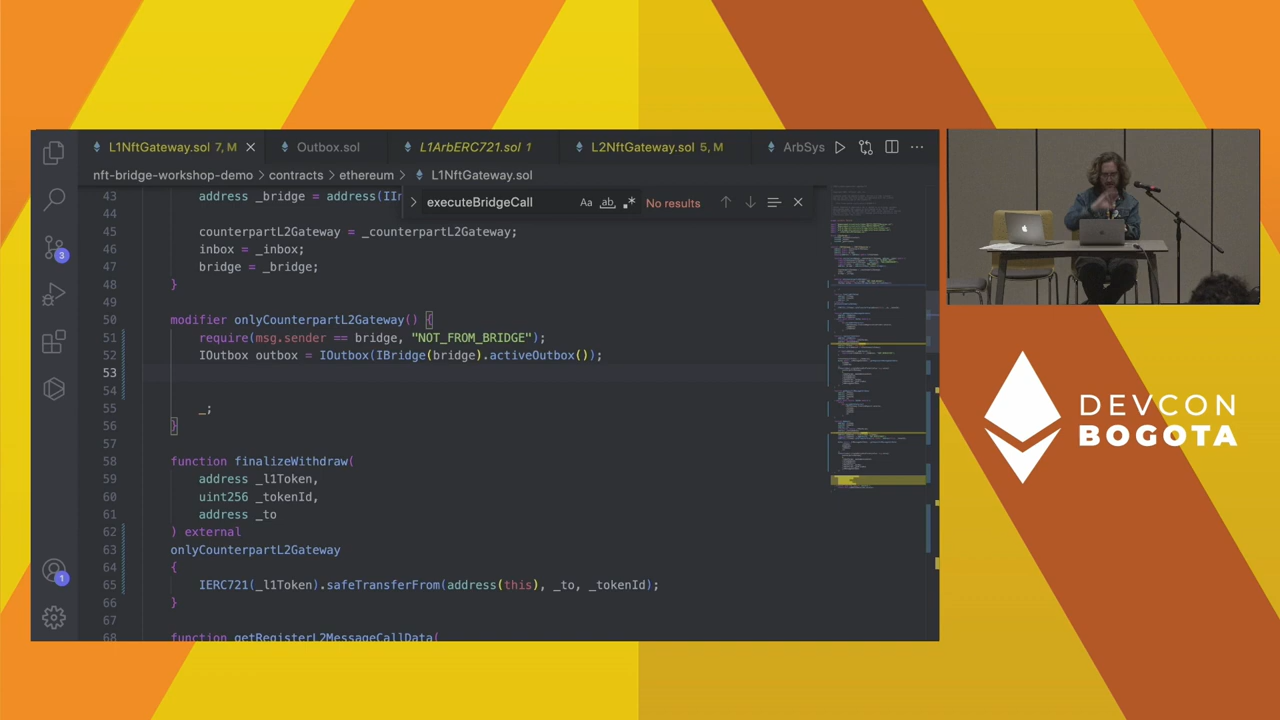 L1NftGateway.sol 7, M
Outbox.sol
L1ArbERC721.sol 1
L2NftGateway.sol 5, M
ArbSys
nft-bridge-workshop-demo > contracts > ethereum > L1NftGateway.sol
executeBridgeCall
Aa
ab
No results
43 address _bridge = address(IIn
44
45 counterpartL2Gateway = _counterpartL2Gateway;
46 inbox = _inbox;
47 bridge = _bridge;
48 }
49
50 modifier onlyCounterpartL2Gateway() {
51 require(msg.sender == bridge, "NOT_FROM_BRIDGE");
52 IOutbox outbox = IOutbox(IBridge(bridge).activeOutbox());
53
54
55 _;
56 }
57
58 function finalizeWithdraw(
59 address _l1Token,
60 uint256 _tokenId,
61 address _to
62 ) external
63 onlyCounterpartL2Gateway
64 {
65 IERC721(_l1Token).safeTransferFrom(address(this), _to, _tokenId);
66 }
67
68 function getRegisterL2MessageCallData(
3
1
DEVCON
BOGOTA